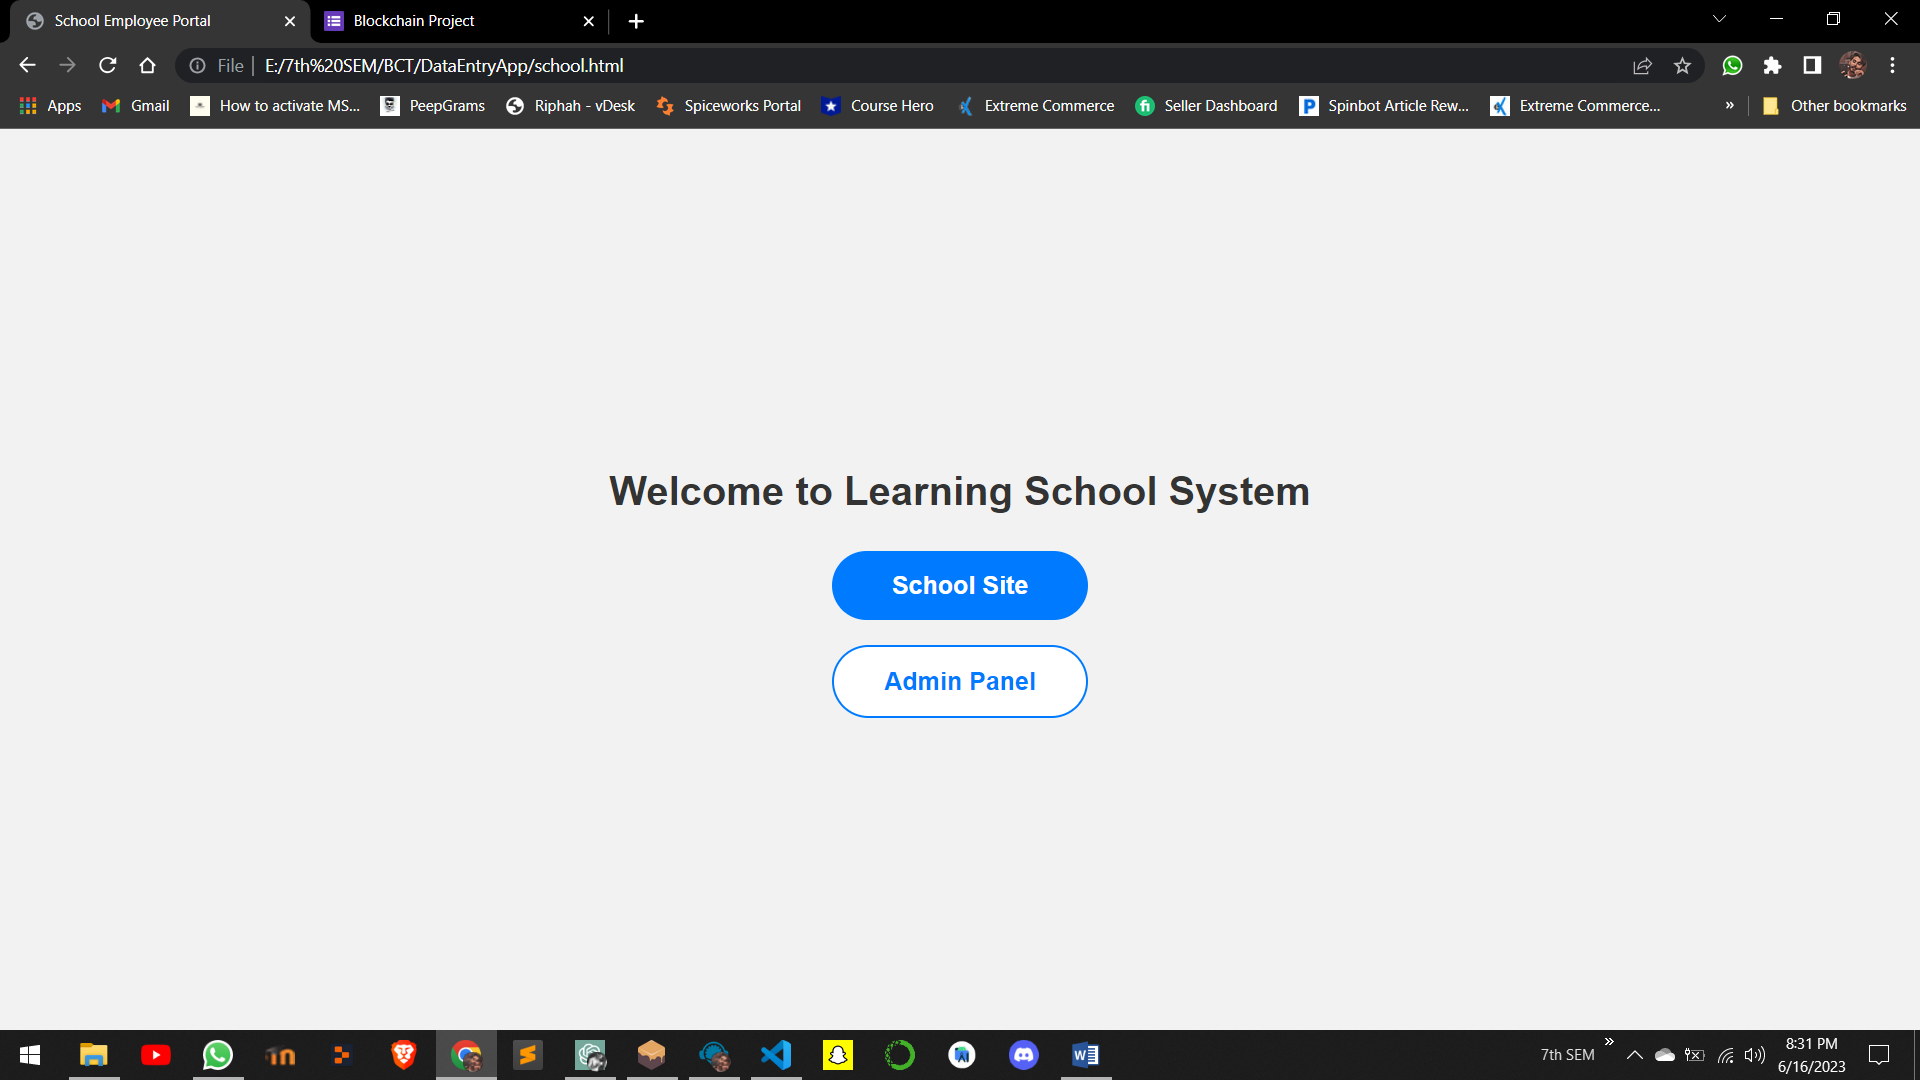 School Employee Portal
Blockchain Project
File
E:/7th%20SEM/BCT/DataEntryApp/school.html
Apps
Gmail
How to activate MS...
PeepGrams
Riphah - vDesk
Spiceworks Portal
Course Hero
Extreme Commerce
Seller Dashboard
Spinbot Article Rew...
Extreme Commerce...
»
Other bookmarks
Welcome to Learning School System
School Site
Admin Panel
7th SEM
8:31 PM
6/16/2023